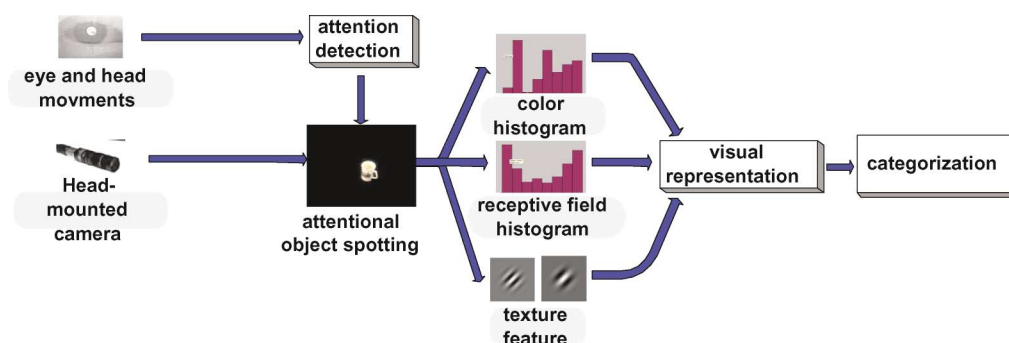 eye and head
movments
attention
detection
Head-
mounted
camera
attentional
object spotting
color
histogram
receptive field
histogram
texture
feature
visual
representation
categorization